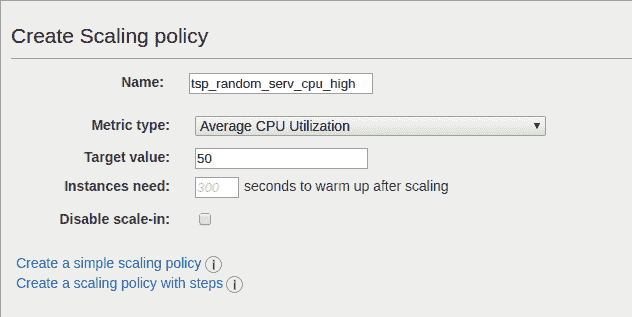 Create Scaling policy
Name: tsp_random_serv_cpu_high
Metric type: Average CPU Utilization
Target value: 50
Instances need: 300 seconds to warm up after scaling
Disable scale-in:
Create a simple scaling policy i
Create a scaling policy with steps i